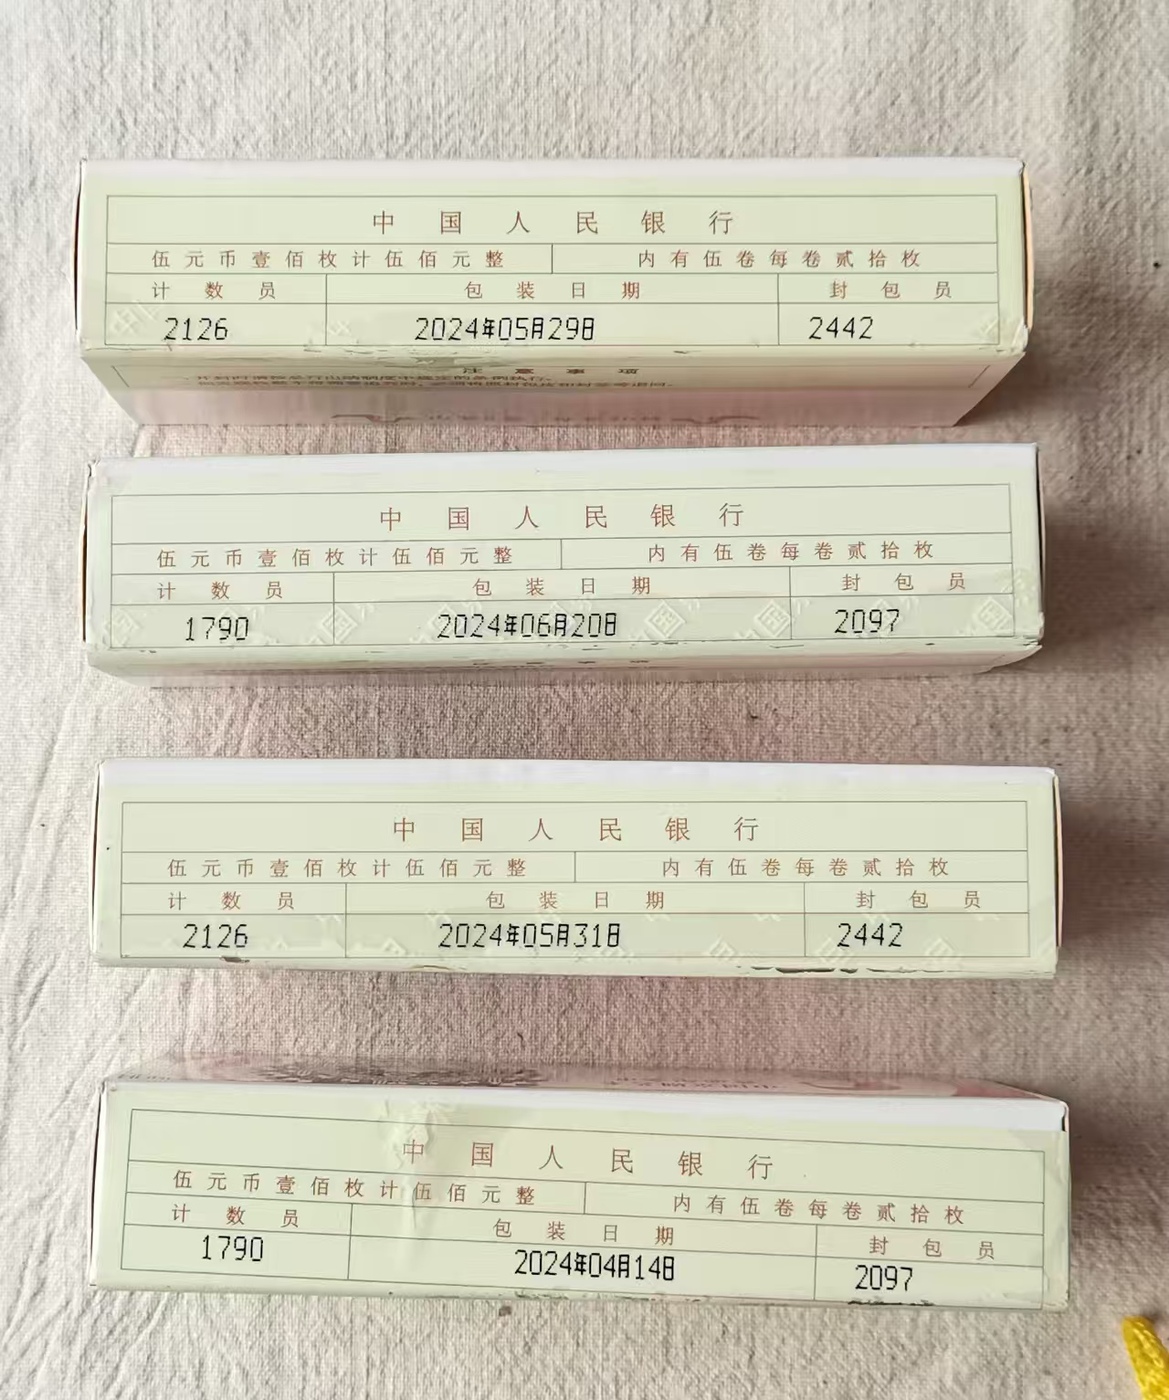 中国人民银行
伍元币壹佰枚计伍佰元整 内有伍卷每卷贰拾枚
计数员 包装日期 封包员
2126 2024年05月29日 2442
注意事项
中国人民银行
伍元币壹佰枚计伍佰元整 内有伍卷每卷贰拾枚
计数员 包装日期 封包员
1790 2024年06月20日 2097
中国人民银行
伍元币壹佰枚计伍佰元整 内有伍卷每卷贰拾枚
计数员 包装日期 封包员
2126 2024年05月31日 2442
中国人民银行
伍元币壹佰枚计伍佰元整 内有伍卷每卷贰拾枚
计数员 包装日期 封包员
1790 2024年04月14日 2097